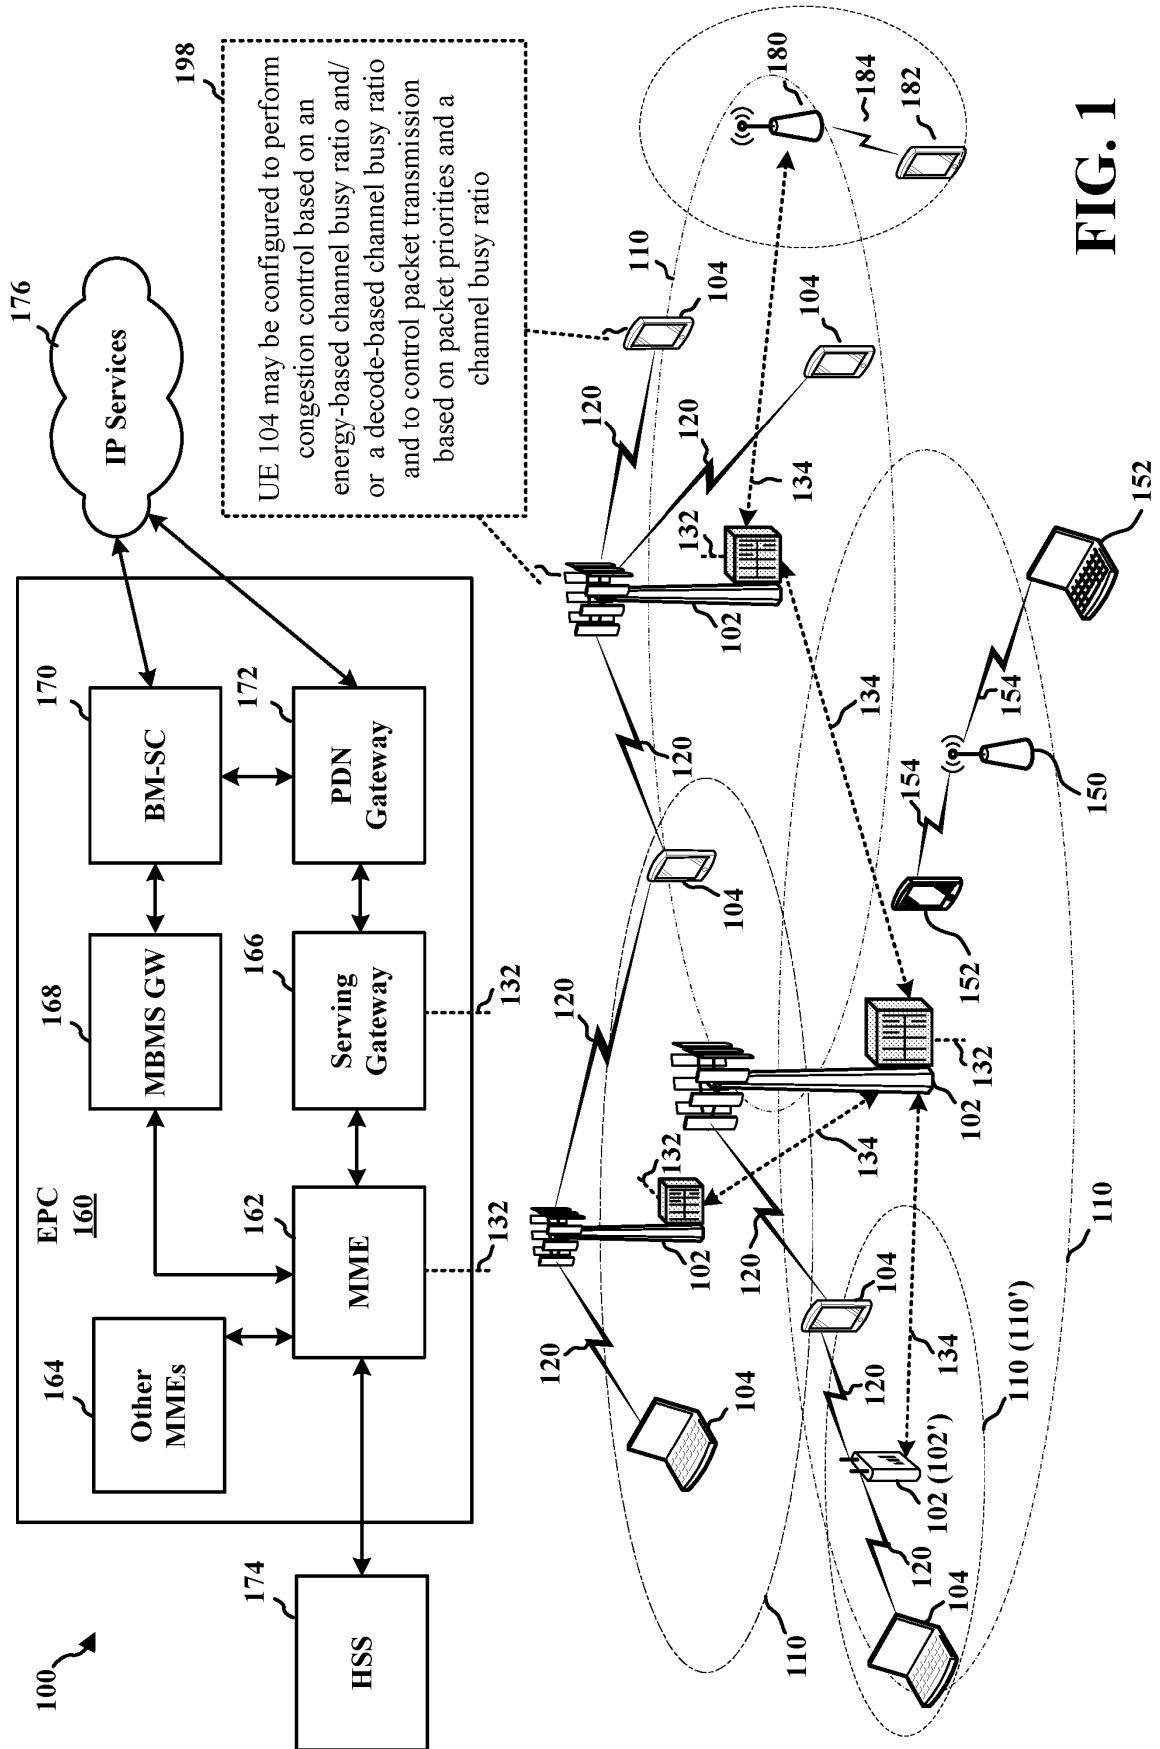 100
HSS
174
EPC
160
Other
MMEs
164
MME
162
132
MBMS GW
168
Serving
Gateway
166
132
BM-SC
170
PDN
Gateway
172
IP Services
176
198
UE 104 may be configured to perform
congestion control based on an
energy-based channel busy ratio and/
or a decode-based channel busy ratio
and to control packet transmission
based on packet priorities and a
channel busy ratio
110
104
120
102
132
134
120
104
120
104
120
102
132
120
104
120
104
134
180
184
182
134
102
132
134
120
104
120
102 (102')
120
104
134
110 (110')
110
152
154
150
154
152
110
FIG. 1